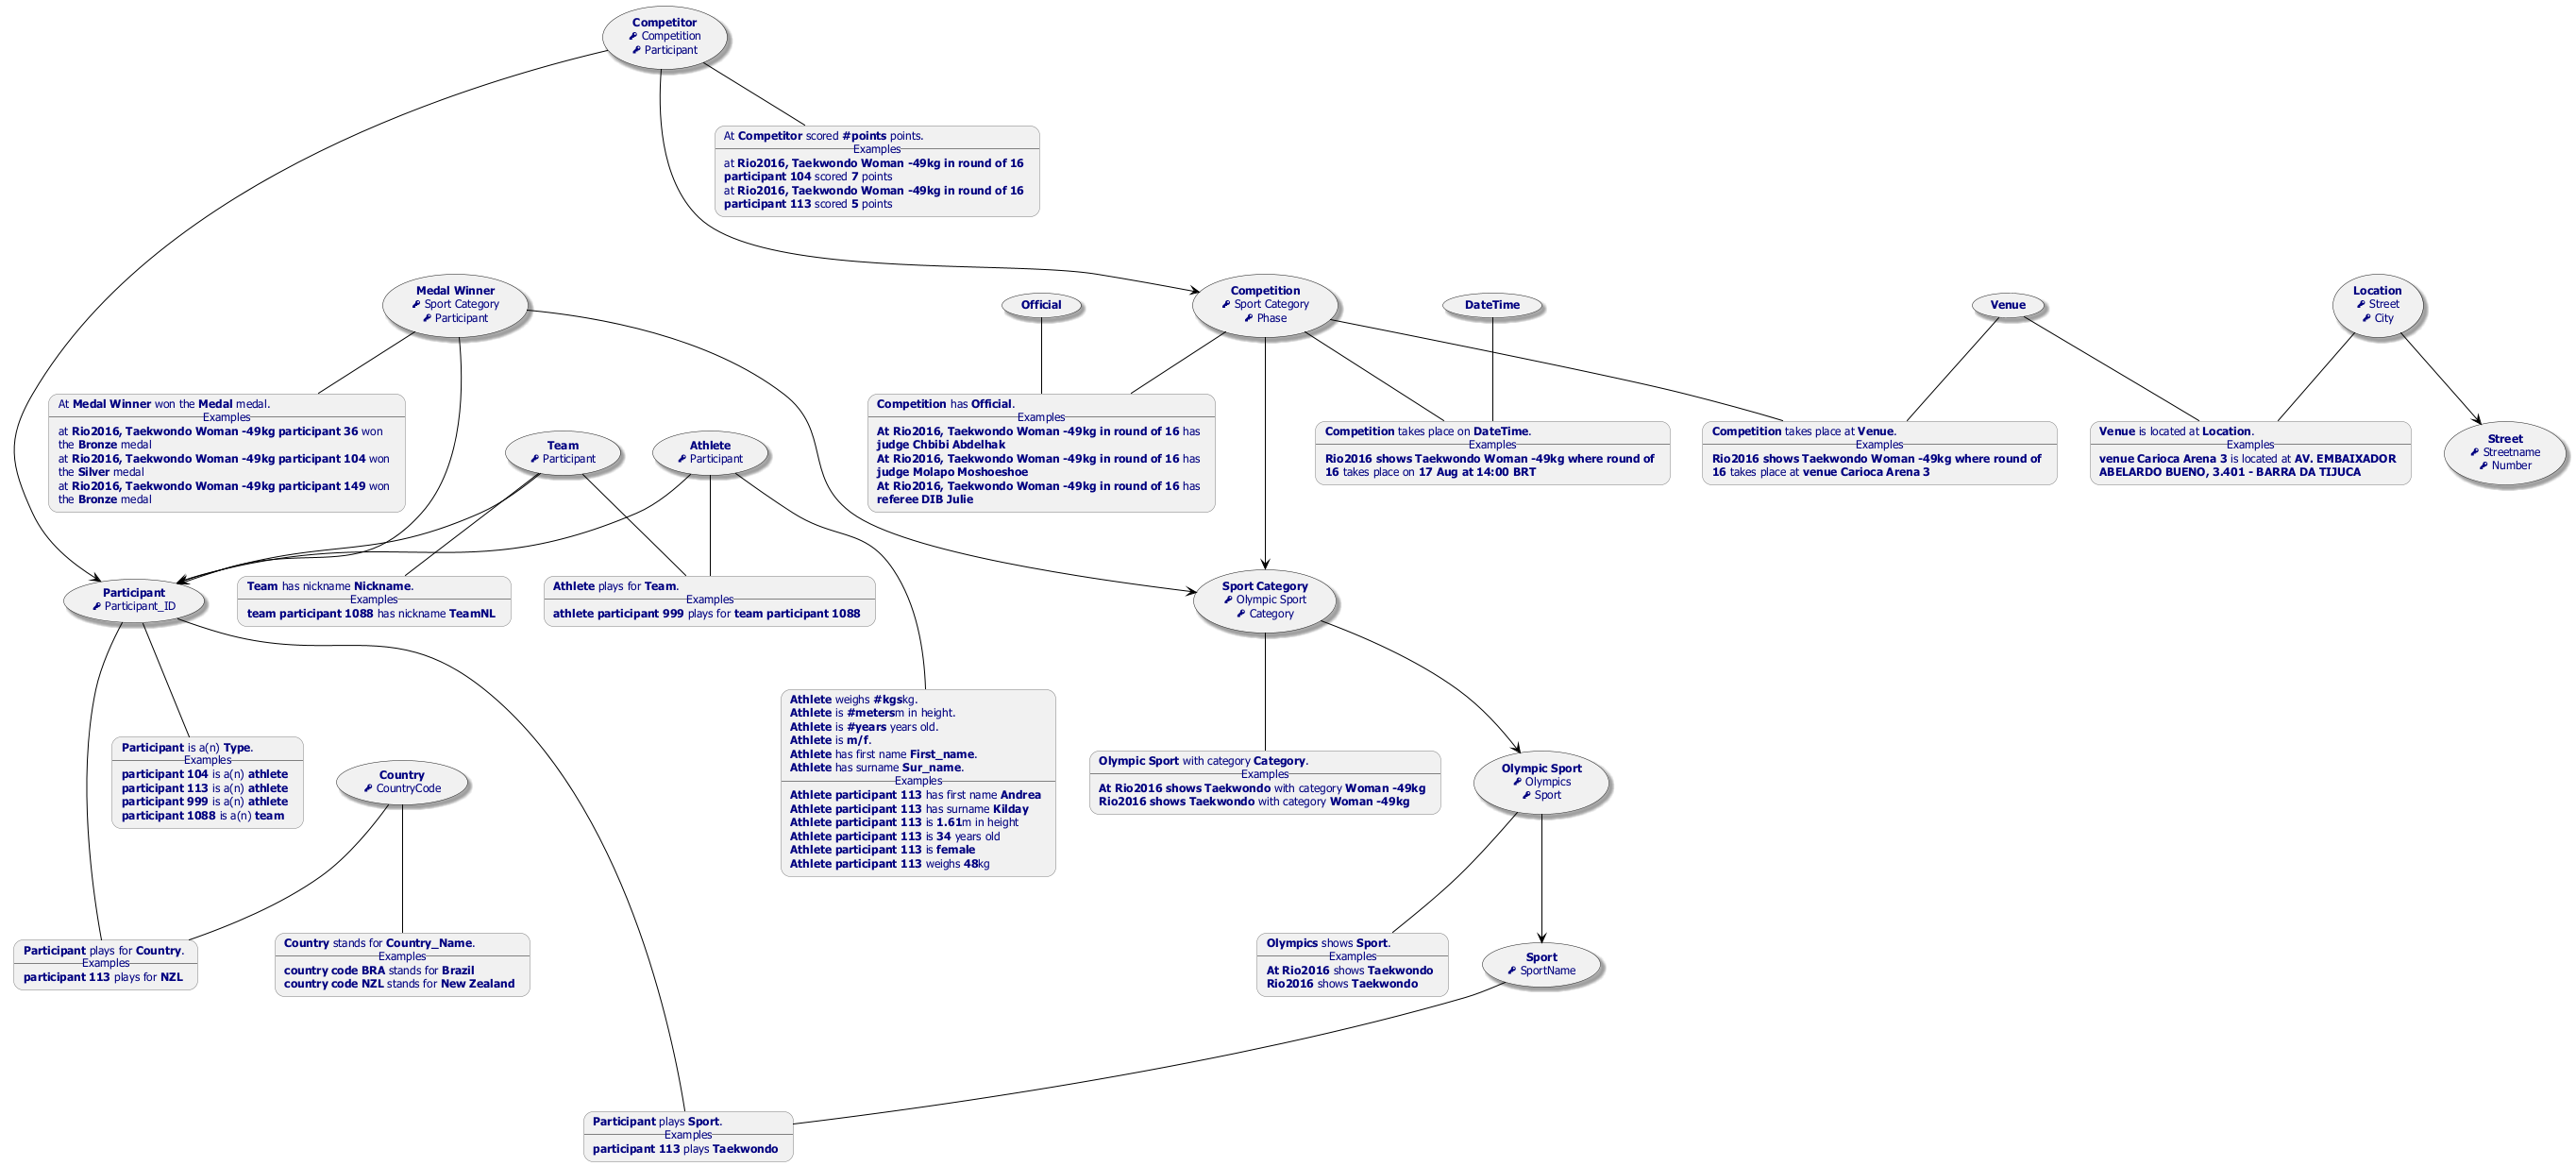 Competitor
Competition
Participant
At Competitor scored #points points.
Examples
at Rio2016, Taekwondo Woman -49kg in round of 16
participant 104 scored 7 points
at Rio2016, Taekwondo Woman -49kg in round of 16
participant 113 scored 5 points
Medal Winner
Sport Category
Participant
Official
Competition
Sport Category
Phase
DateTime
Venue
Location
Street
City
At Medal Winner won the Medal medal.
Examples
at Rio2016, Taekwondo Woman -49kg participant 36 won
the Bronze medal
at Rio2016, Taekwondo Woman -49kg participant 104 won
the Silver medal
at Rio2016, Taekwondo Woman -49kg participant 149 won
the Bronze medal
Team
Participant
Athlete
Participant
Competition has Official.
Examples
At Rio2016, Taekwondo Woman -49kg in round of 16 has
judge Chbibi Abdelhak
At Rio2016, Taekwondo Woman -49kg in round of 16 has
judge Molapo Moshoeshoe
At Rio2016, Taekwondo Woman -49kg in round of 16 has
referee DIB Julie
Competition takes place on DateTime.
Examples
Rio2016 shows Taekwondo Woman -49kg where round of
16 takes place on 17 Aug at 14:00 BRT
Competition takes place at Venue.
Examples
Rio2016 shows Taekwondo Woman -49kg where round of
16 takes place at venue Carioca Arena 3
Venue is located at Location.
Examples
venue Carioca Arena 3 is located at AV. EMBAIXADOR
ABELARDO BUENO, 3.401 - BARRA DA TIJUCA
Street
Streetname
Number
Participant
Participant_ID
Team has nickname Nickname.
Examples
team participant 1088 has nickname TeamNL
Athlete plays for Team.
Examples
athlete participant 999 plays for team participant 1088
Sport Category
Olympic Sport
Category
Participant is a(n) Type.
Examples
participant 104 is a(n) athlete
participant 113 is a(n) athlete
participant 999 is a(n) athlete
participant 1088 is a(n) team
Country
CountryCode
Athlete weighs #kgskg.
Athlete is #metersm in height.
Athlete is #years years old.
Athlete is m/f.
Athlete has first name First_name.
Athlete has surname Sur_name.
Examples
Athlete participant 113 has first name Andrea
Athlete participant 113 has surname Kilday
Athlete participant 113 is 1.61m in height
Athlete participant 113 is 34 years old
Athlete participant 113 is female
Athlete participant 113 weighs 48kg
Olympic Sport with category Category.
Examples
At Rio2016 shows Taekwondo with category Woman -49kg
Rio2016 shows Taekwondo with category Woman -49kg
Olympic Sport
Olympics
Sport
Participant plays for Country.
Examples
participant 113 plays for NZL
Country stands for Country_Name.
Examples
country code BRA stands for Brazil
country code NZL stands for New Zealand
Olympics shows Sport.
Examples
At Rio2016 shows Taekwondo
Rio2016 shows Taekwondo
Sport
SportName
Participant plays Sport.
Examples
participant 113 plays Taekwondo